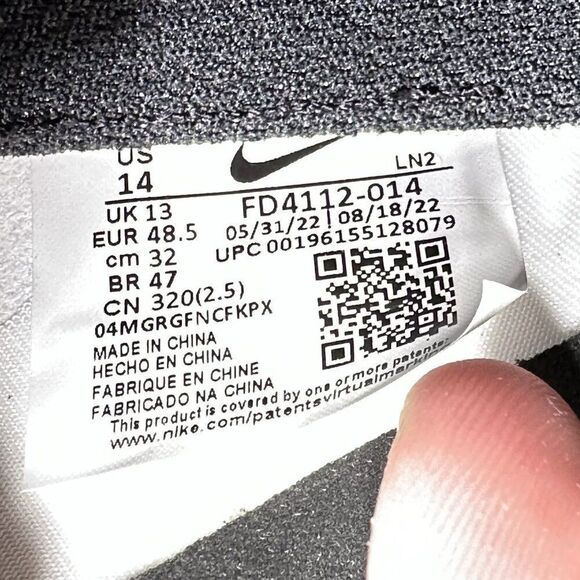 US
14
LN2
UK 13
FD4112-014
EUR 48.5
05/31/22 08/18/22
cm 32
UPC 00196155128079
BR 47
CN 320(2.5)
04MGRGFNCFKPX
MADE IN CHINA
HECHO EN CHINA
FABRIQUE EN CHINE
FABRICADO NA CHINA
This product is covered by one or more patents
www.nike.com/patentsvirtualmarking